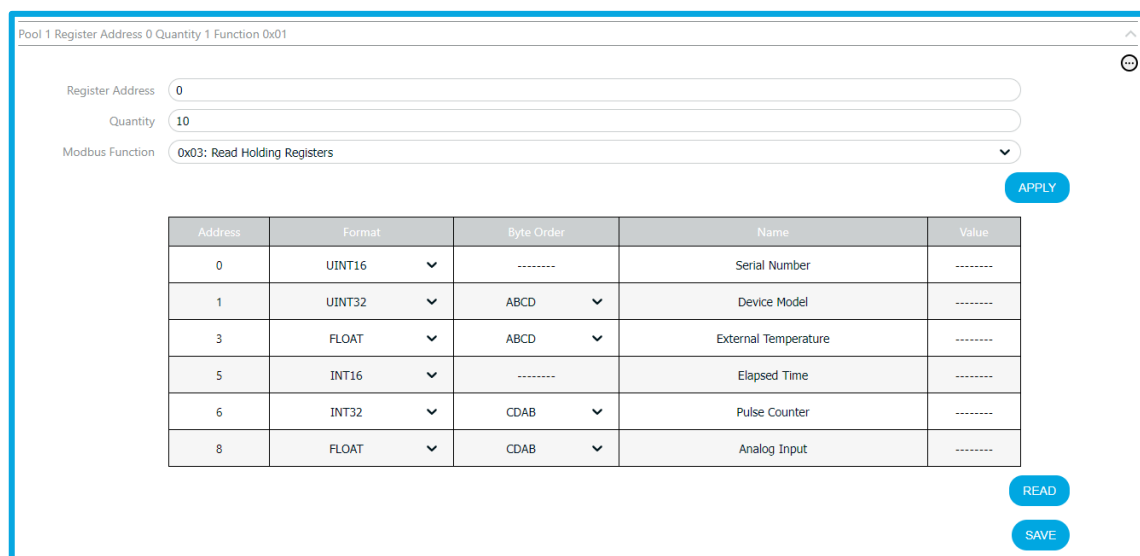 Pool 1 Register Address 0 Quantity 1 Function 0x01
Register Address 0
Quantity 10
Modbus Function 0x03: Read Holding Registers
APPLY
Address Format Byte Order Name Value
0 UINT16 -------- Serial Number --------
1 UINT32 ABCD Device Model --------
3 FLOAT ABCD External Temperature --------
5 INT16 -------- Elapsed Time --------
6 INT32 CDAB Pulse Counter --------
8 FLOAT CDAB Analog Input --------
READ
SAVE